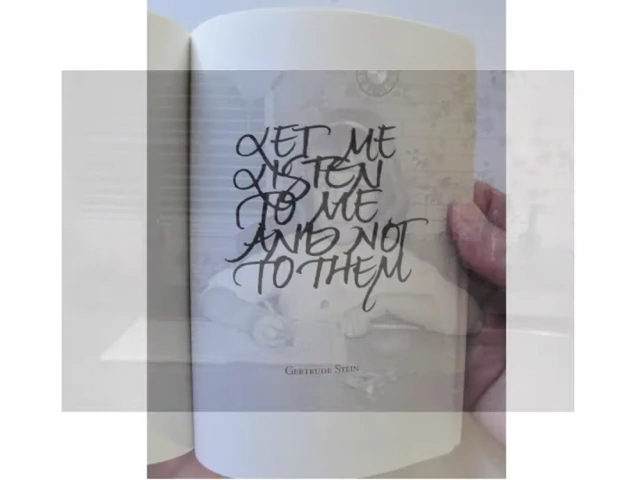 LET ME
LISTEN
TO ME
AND NOT
TO THEM
GERTRUDE STEIN